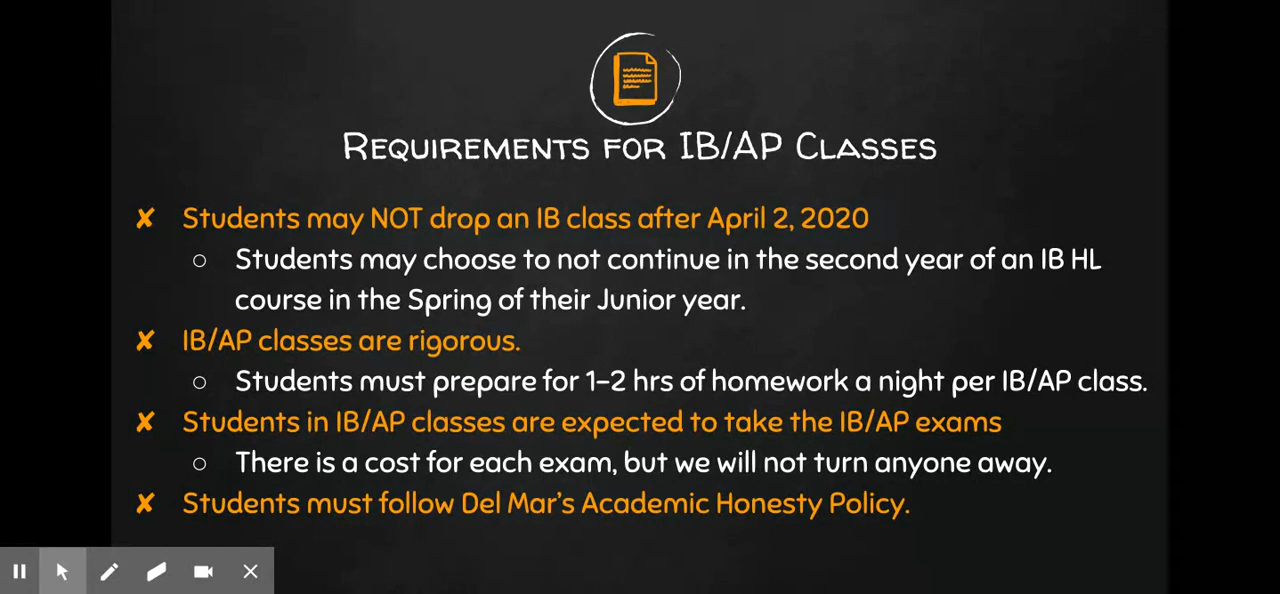 Requirements for IB/AP Classes
✘ Students may NOT drop an IB class after April 2, 2020
○ Students may choose to not continue in the second year of an IB HL
course in the Spring of their Junior year.
✘ IB/AP classes are rigorous.
○ Students must prepare for 1-2 hrs of homework a night per IB/AP class.
✘ Students in IB/AP classes are expected to take the IB/AP exams
○ There is a cost for each exam, but we will not turn anyone away.
✘ Students must follow Del Mar's Academic Honesty Policy.